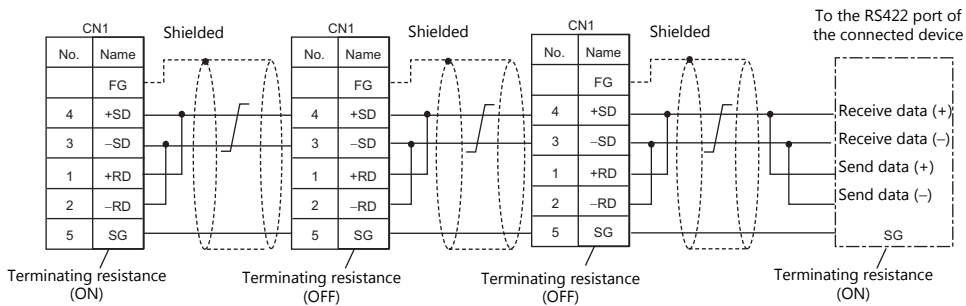 CN1
No. Name
FG
4 +SD
3 −SD
1 +RD
2 −RD
5 SG
Terminating resistance
(ON)
Shielded
CN1
No. Name
FG
4 +SD
3 −SD
1 +RD
2 −RD
5 SG
Terminating resistance
(OFF)
Shielded
CN1
No. Name
FG
4 +SD
3 −SD
1 +RD
2 −RD
5 SG
Terminating resistance
(OFF)
Shielded
To the RS422 port of
the connected device
Receive data (+)
Receive data (−)
Send data (+)
Send data (−)
SG
Terminating resistance
(ON)